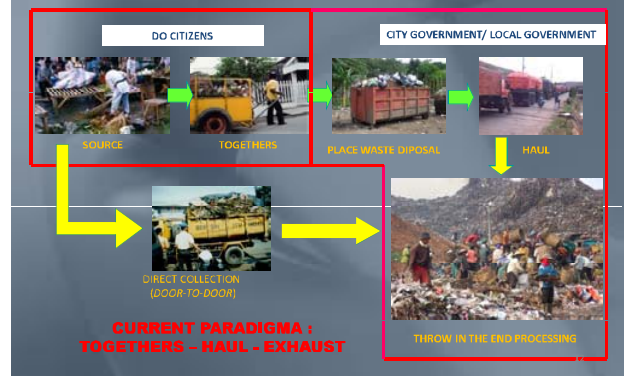 DO CITIZENS
CITY GOVERNMENT/ LOCAL GOVERNMENT
SOURCE
TOGETHERS
PLACE WASTE DIPOSAL
HAUL
DIRECT COLLECTION
(DOOR-TO-DOOR)
CURRENT PARADIGMA :
TOGETHERS – HAUL - EXHAUST
THROW IN THE END PROCESSING
12